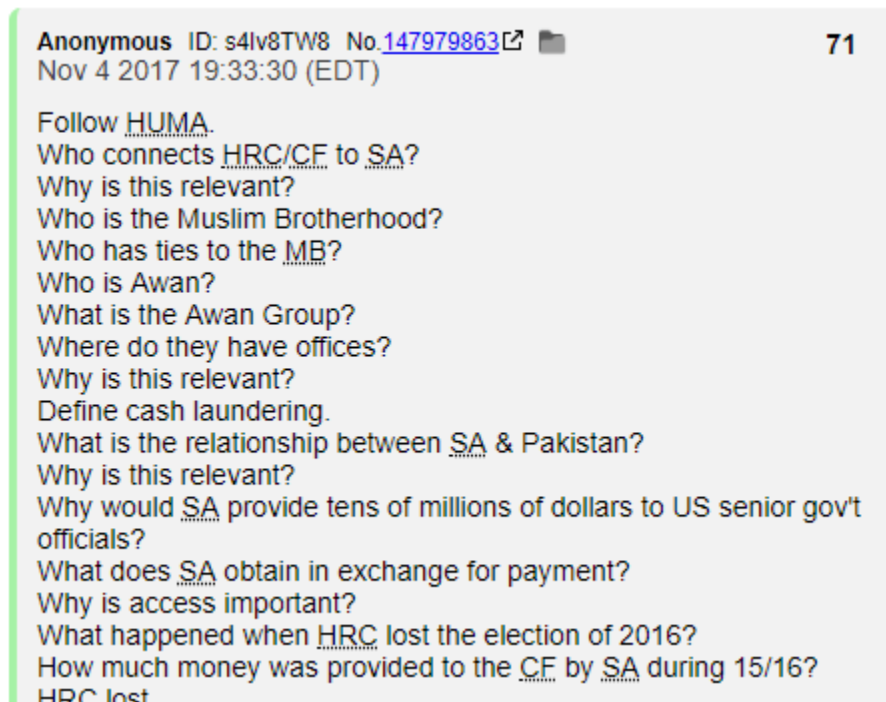 Anonymous ID: s4Iv8TW8 No.147979863 71
Nov 4 2017 19:33:30 (EDT)
Follow HUMA.
Who connects HRC/CF to SA?
Why is this relevant?
Who is the Muslim Brotherhood?
Who has ties to the MB?
Who is Awan?
What is the Awan Group?
Where do they have offices?
Why is this relevant?
Define cash laundering.
What is the relationship between SA & Pakistan?
Why is this relevant?
Why would SA provide tens of millions of dollars to US senior gov't
officials?
What does SA obtain in exchange for payment?
Why is access important?
What happened when HRC lost the election of 2016?
How much money was provided to the CF by SA during 15/16?
HRC lost.